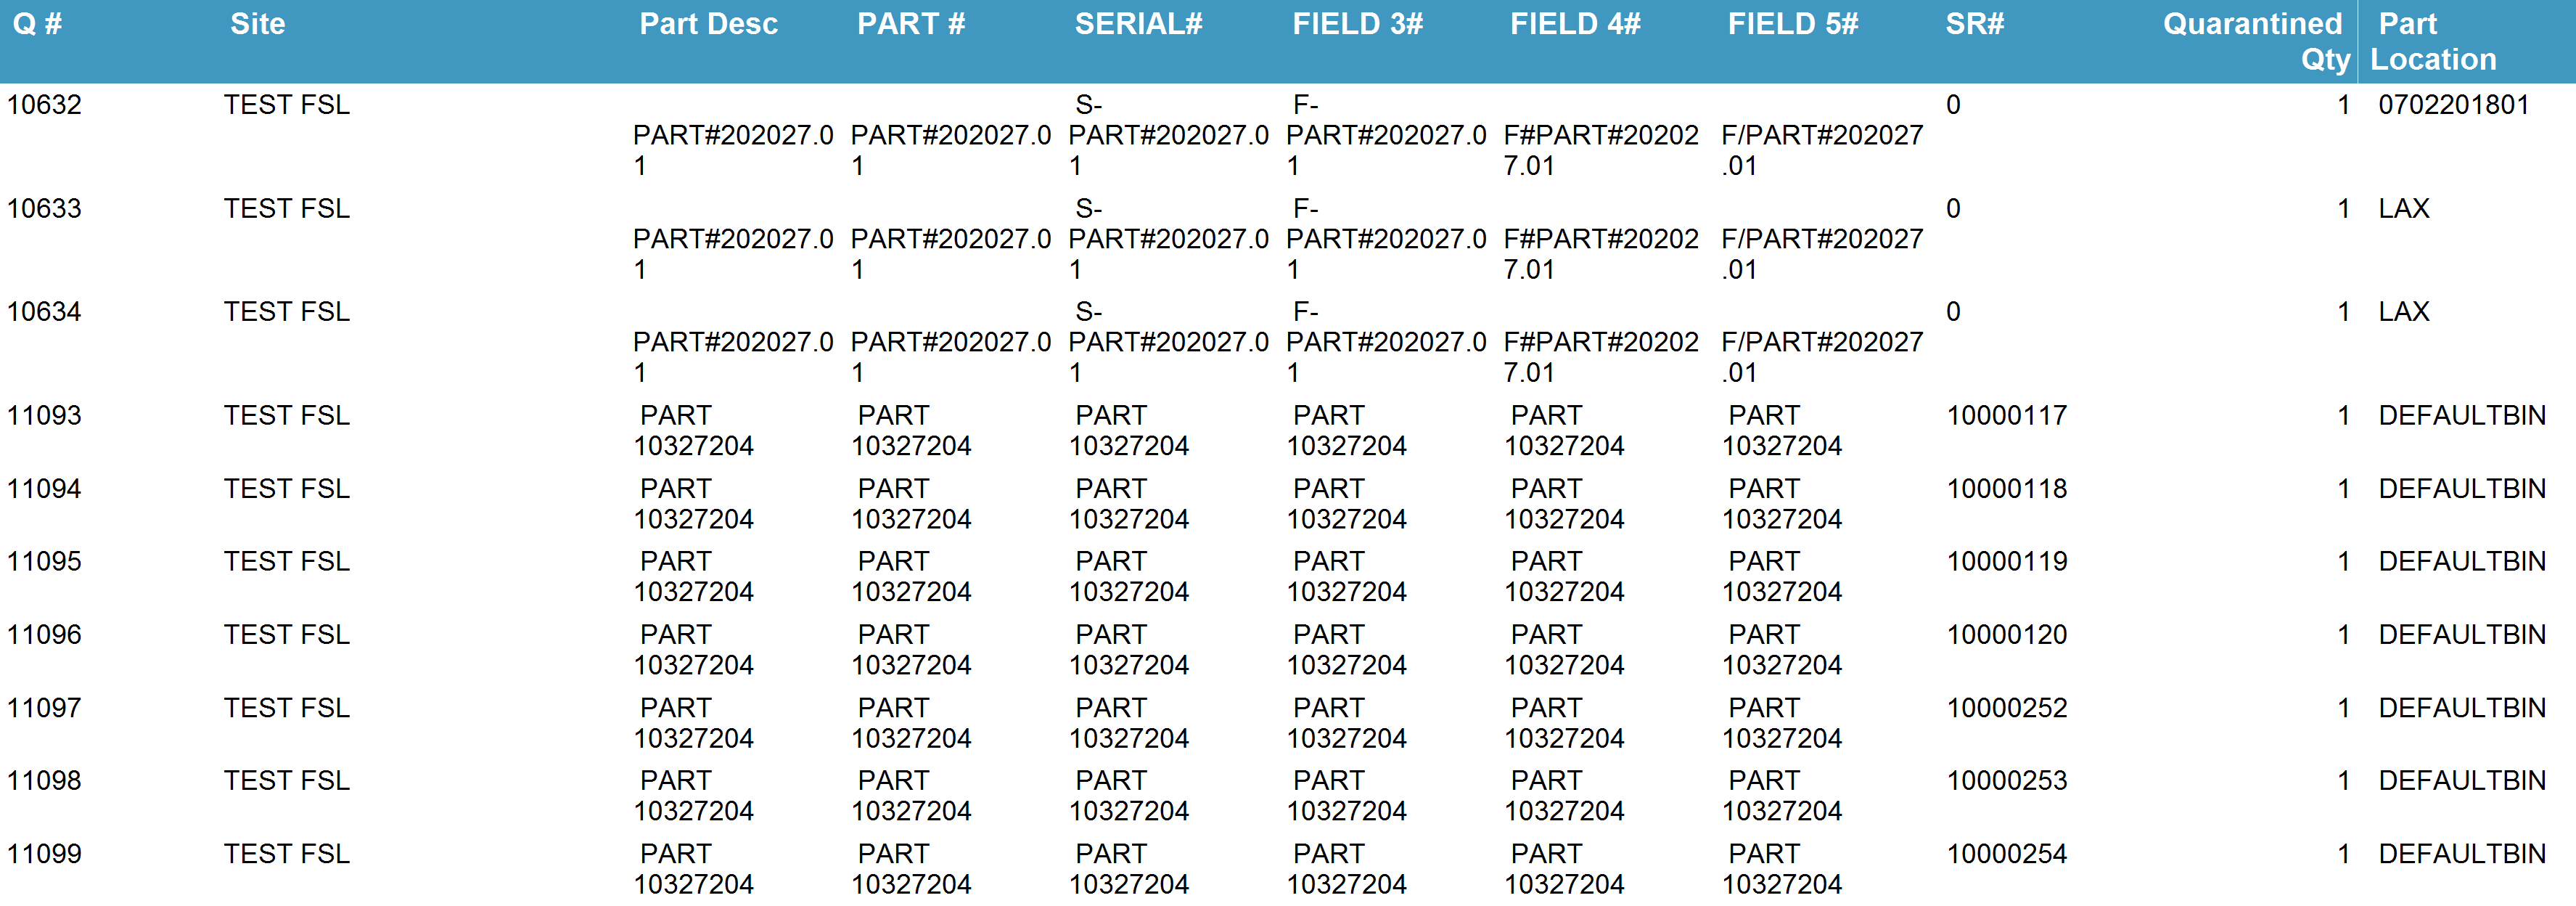 Q # Site Part Desc PART # SERIAL# FIELD 3# FIELD 4# FIELD 5# SR# Quarantined Part
Qty Location
10632 TEST FSL S- F- 0 1 0702201801
PART#202027.0 PART#202027.0 PART#202027.0 PART#202027.0 F#PART#20202 F/PART#202027
1 1 1 1 7.01 .01
10633 TEST FSL S- F- 0 1 LAX
PART#202027.0 PART#202027.0 PART#202027.0 PART#202027.0 F#PART#20202 F/PART#202027
1 1 1 1 7.01 .01
10634 TEST FSL S- F- 0 1 LAX
PART#202027.0 PART#202027.0 PART#202027.0 PART#202027.0 F#PART#20202 F/PART#202027
1 1 1 1 7.01 .01
11093 TEST FSL PART PART PART PART PART PART 10000117 1 DEFAULTBIN
10327204 10327204 10327204 10327204 10327204 10327204
11094 TEST FSL PART PART PART PART PART PART 10000118 1 DEFAULTBIN
10327204 10327204 10327204 10327204 10327204 10327204
11095 TEST FSL PART PART PART PART PART PART 10000119 1 DEFAULTBIN
10327204 10327204 10327204 10327204 10327204 10327204
11096 TEST FSL PART PART PART PART PART PART 10000120 1 DEFAULTBIN
10327204 10327204 10327204 10327204 10327204 10327204
11097 TEST FSL PART PART PART PART PART PART 10000252 1 DEFAULTBIN
10327204 10327204 10327204 10327204 10327204 10327204
11098 TEST FSL PART PART PART PART PART PART 10000253 1 DEFAULTBIN
10327204 10327204 10327204 10327204 10327204 10327204
11099 TEST FSL PART PART PART PART PART PART 10000254 1 DEFAULTBIN
10327204 10327204 10327204 10327204 10327204 10327204